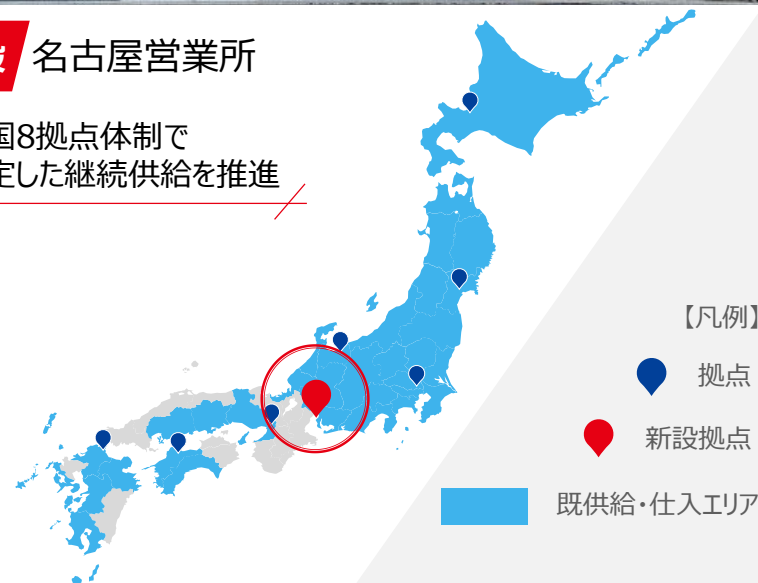 名古屋営業所
国8拠点体制で
定した継続供給を推進
【凡例】
拠点
新設拠点
既供給・仕入エリア